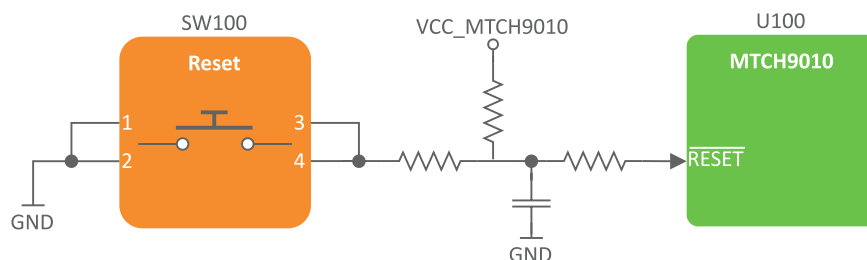 SW100
Reset
1
2
3
4
GND
VCC_MTCH9010
GND
U100
MTCH9010
RESET